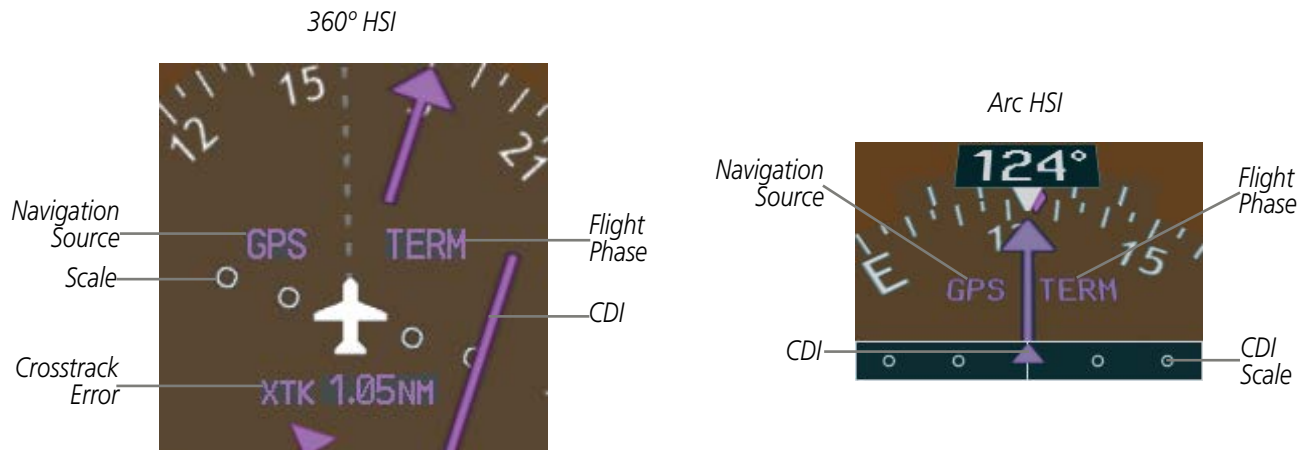 360º HSI
12
15
21
Navigation
Source
GPS
TERM
Flight
Phase
Scale
CDI
Crosstrack
Error
XTK 1.05NM
Arc HSI
124°
Navigation
Source
Flight
Phase
E
15
GPS
TERM
CDI
CDI
Scale